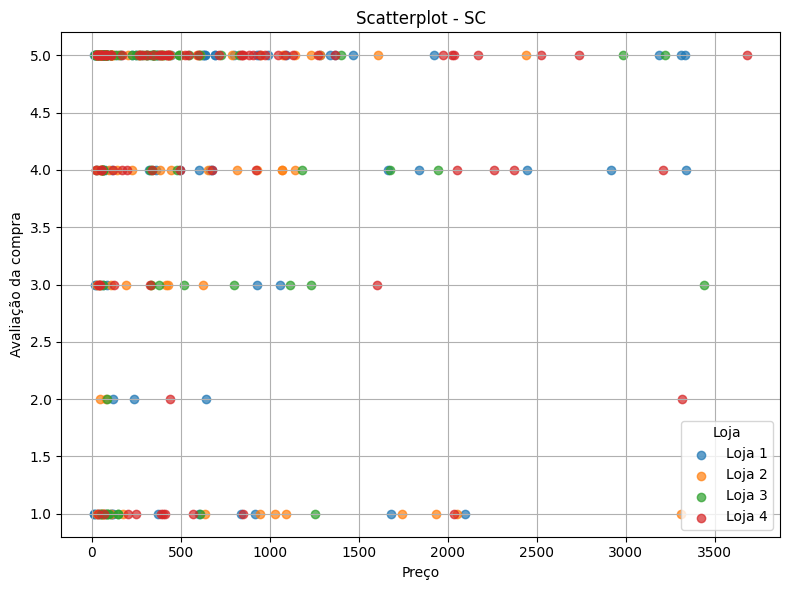 Scatterplot - SC
Avaliação da compra
5.0
4.5
4.0
3.5
3.0
2.5
2.0
1.5
1.0
Loja
Loja 1
Loja 2
Loja 3
Loja 4
0 500 1000 1500 2000 2500 3000 3500
Preço